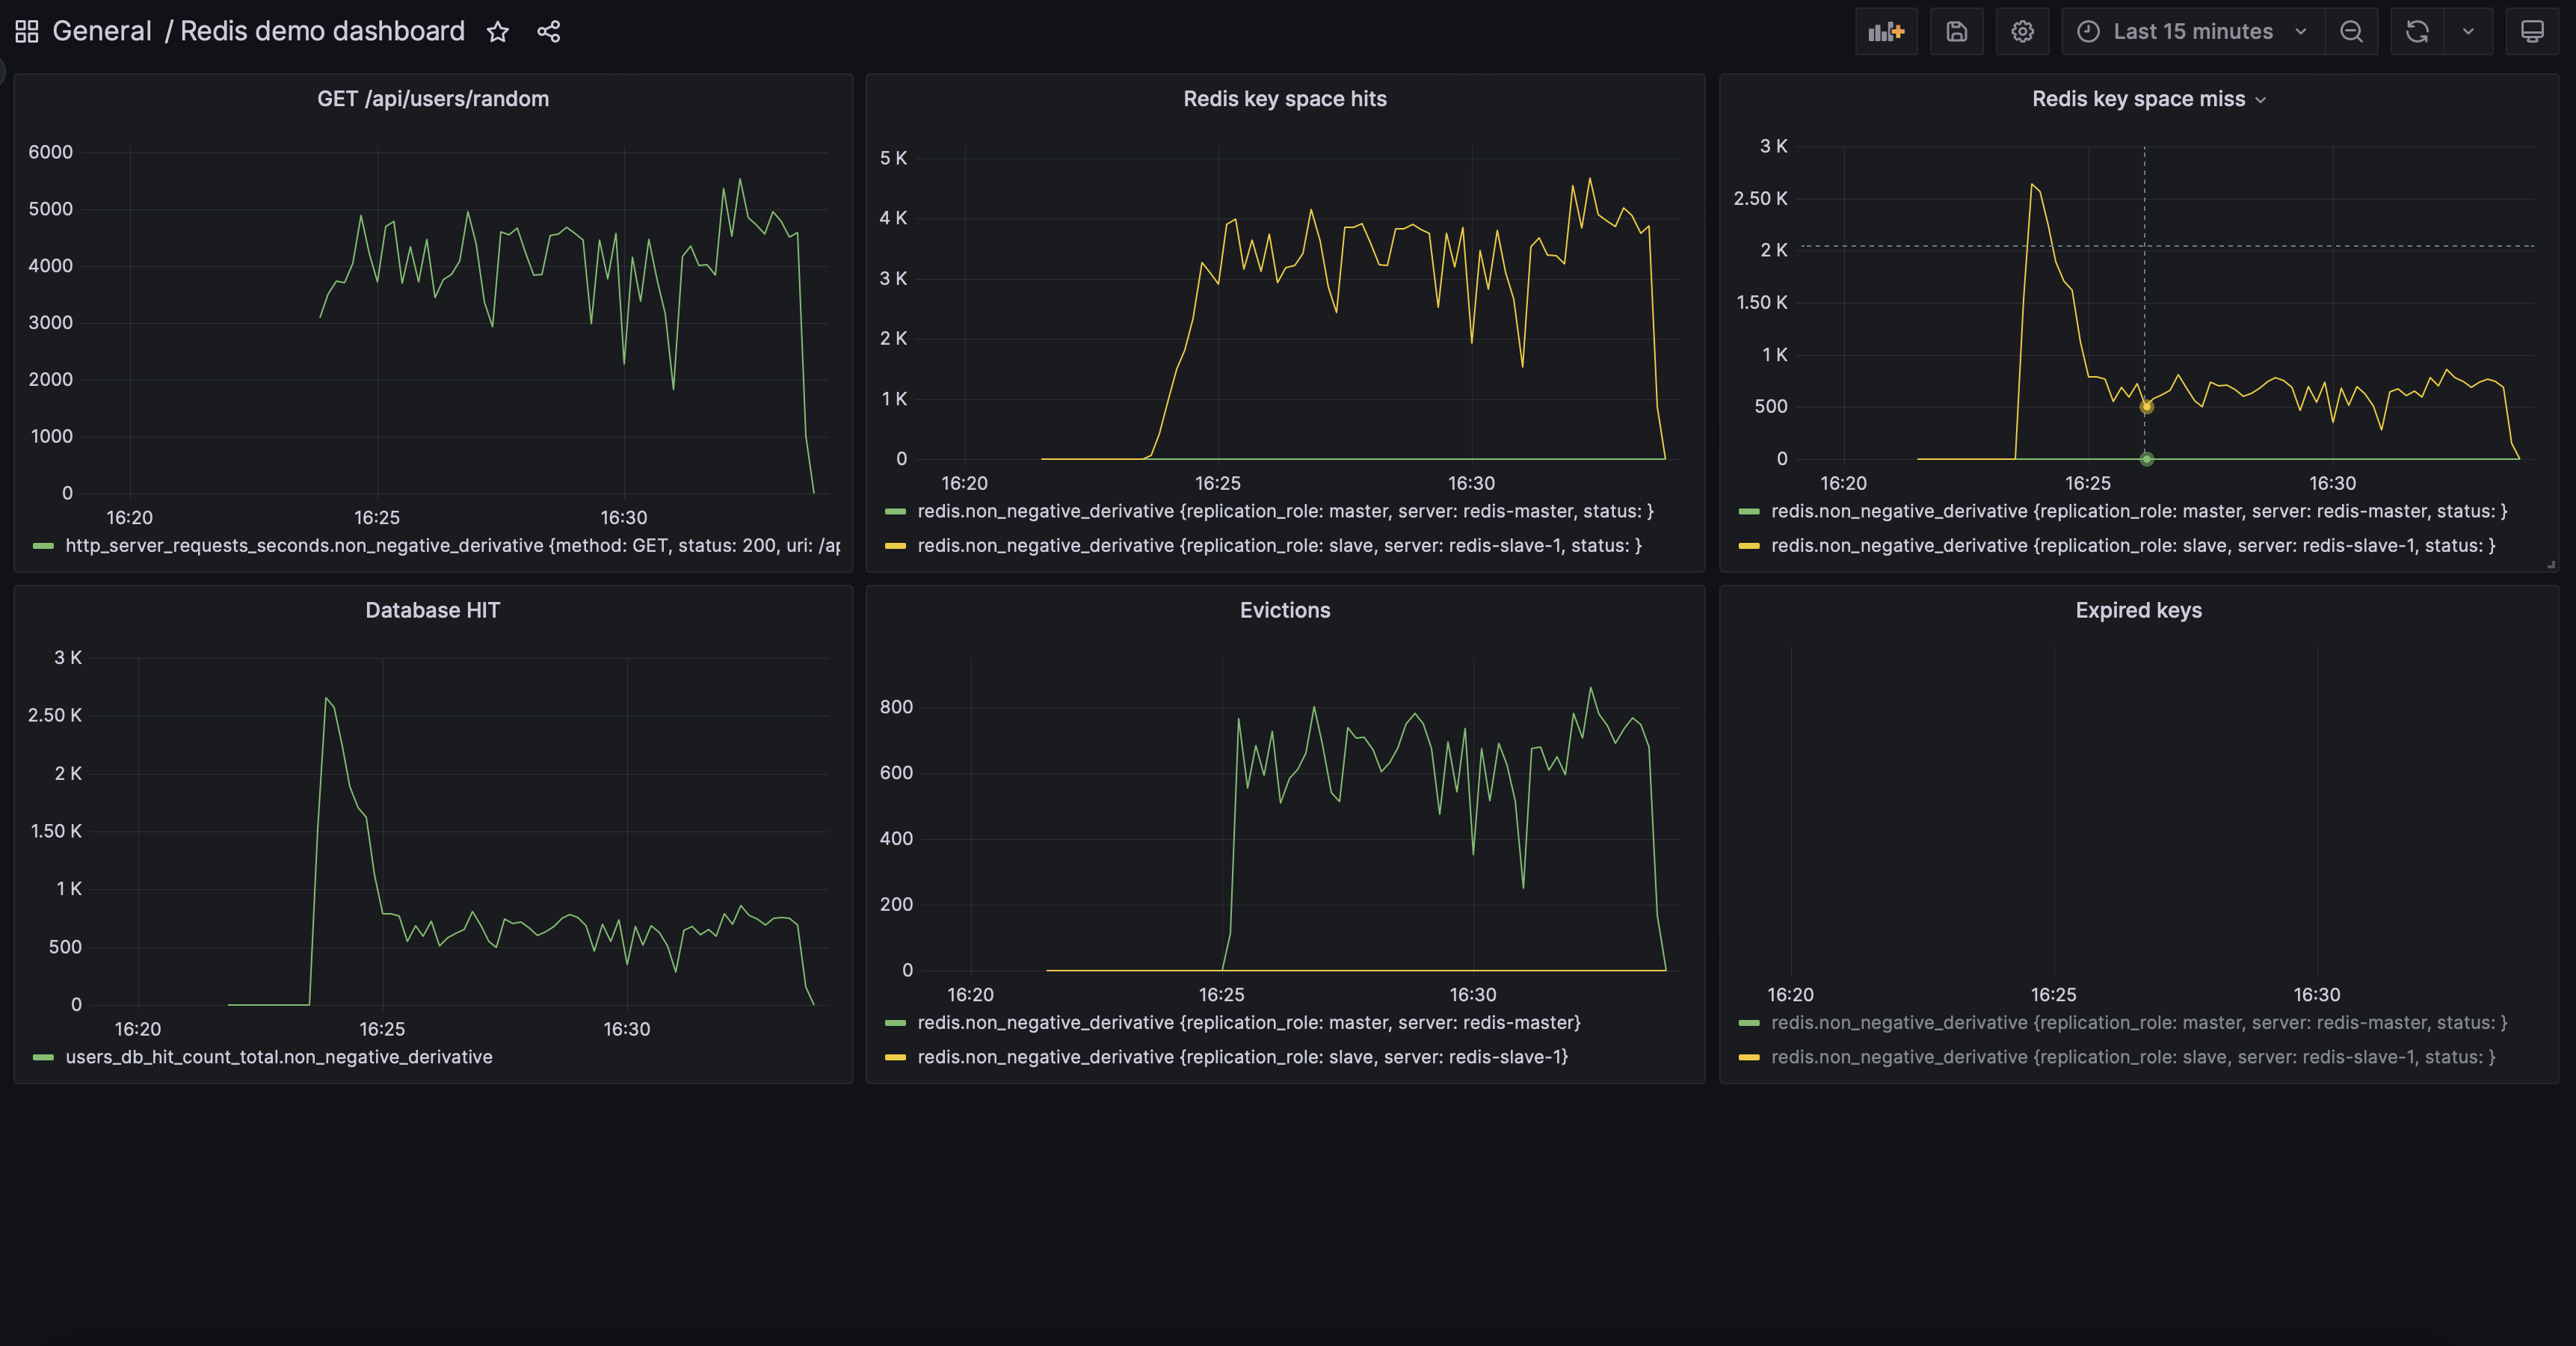 General / Redis demo dashboard
Last 15 minutes
GET /api/users/random
6000
5000
4000
3000
2000
1000
0
16:20 16:25 16:30
http_server_requests_seconds.non_negative_derivative {method: GET, status: 200, uri: /ap
Redis key space hits
5 K
4 K
3 K
2 K
1 K
0
16:20 16:25 16:30
redis.non_negative_derivative {replication_role: master, server: redis-master, status: }
redis.non_negative_derivative {replication_role: slave, server: redis-slave-1, status: }
Redis key space miss
3 K
2.50 K
2 K
1.50 K
1 K
500
0
16:20 16:25 16:30
redis.non_negative_derivative {replication_role: master, server: redis-master, status: }
redis.non_negative_derivative {replication_role: slave, server: redis-slave-1, status: }
Database HIT
3 K
2.50 K
2 K
1.50 K
1 K
500
0
16:20 16:25 16:30
users_db_hit_count_total.non_negative_derivative
Evictions
800
600
400
200
0
16:20 16:25 16:30
redis.non_negative_derivative {replication_role: master, server: redis-master}
redis.non_negative_derivative {replication_role: slave, server: redis-slave-1}
Expired keys
16:20 16:25 16:30
redis.non_negative_derivative {replication_role: master, server: redis-master, status: }
redis.non_negative_derivative {replication_role: slave, server: redis-slave-1, status: }